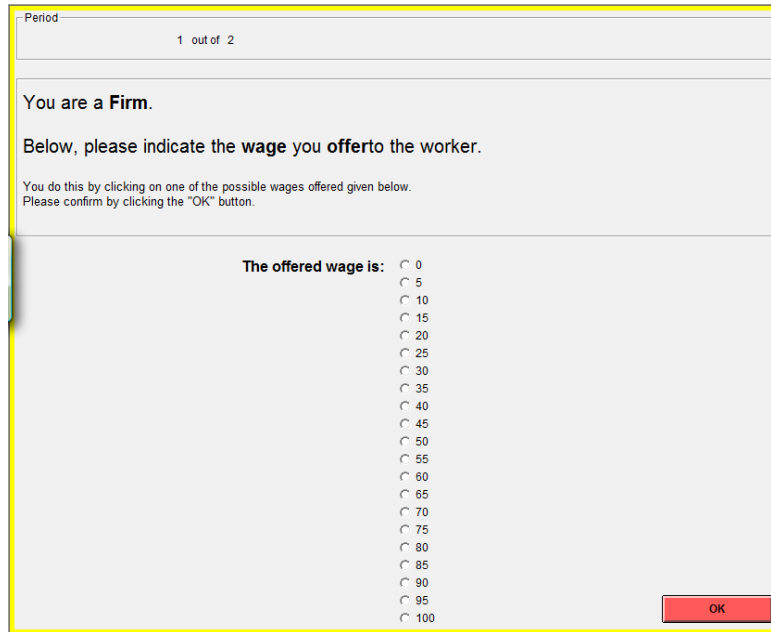 Period
1 out of 2
You are a Firm.
Below, please indicate the wage you offerto the worker.
You do this by clicking on one of the possible wages offered given below.
Please confirm by clicking the "OK" button.
The offered wage is: 0
5
10
15
20
25
30
35
40
45
50
55
60
65
70
75
80
85
90
95
100
OK